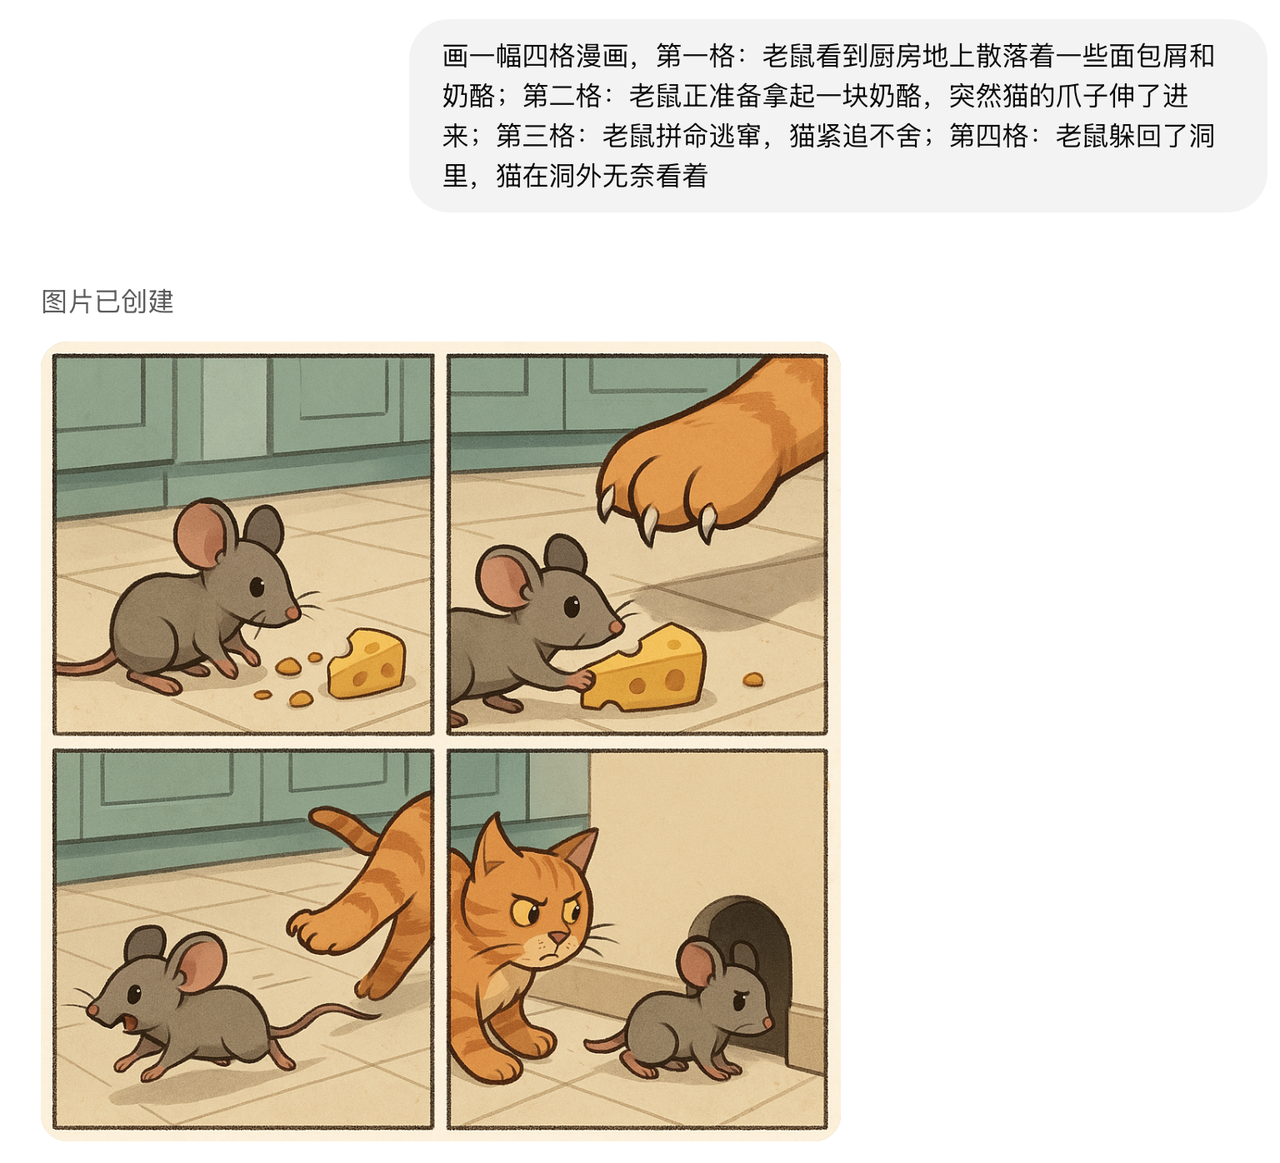 画一幅四格漫画，第一格：老鼠看到厨房地上散落着一些面包屑和
奶酪；第二格：老鼠正准备拿起一块奶酪，突然猫的爪子伸了进
来；第三格：老鼠拼命逃窜，猫紧追不舍；第四格：老鼠躲回了洞
里，猫在洞外无奈看着
图片已创建